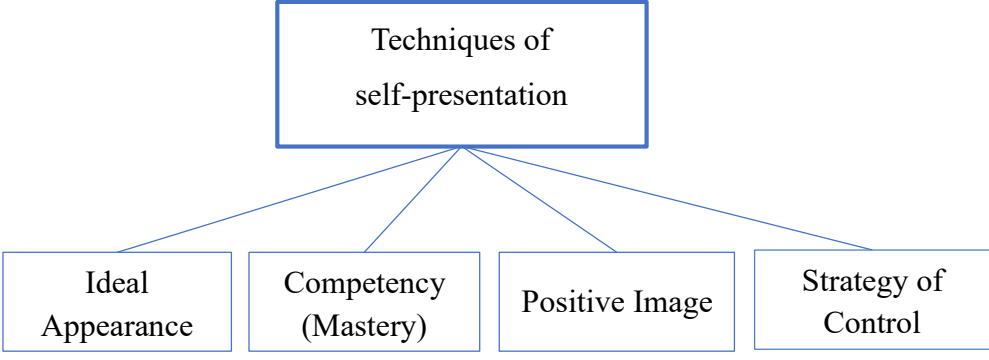 Techniques of
self-presentation
Ideal
Appearance
Competency
(Mastery)
Positive Image
Strategy of
Control